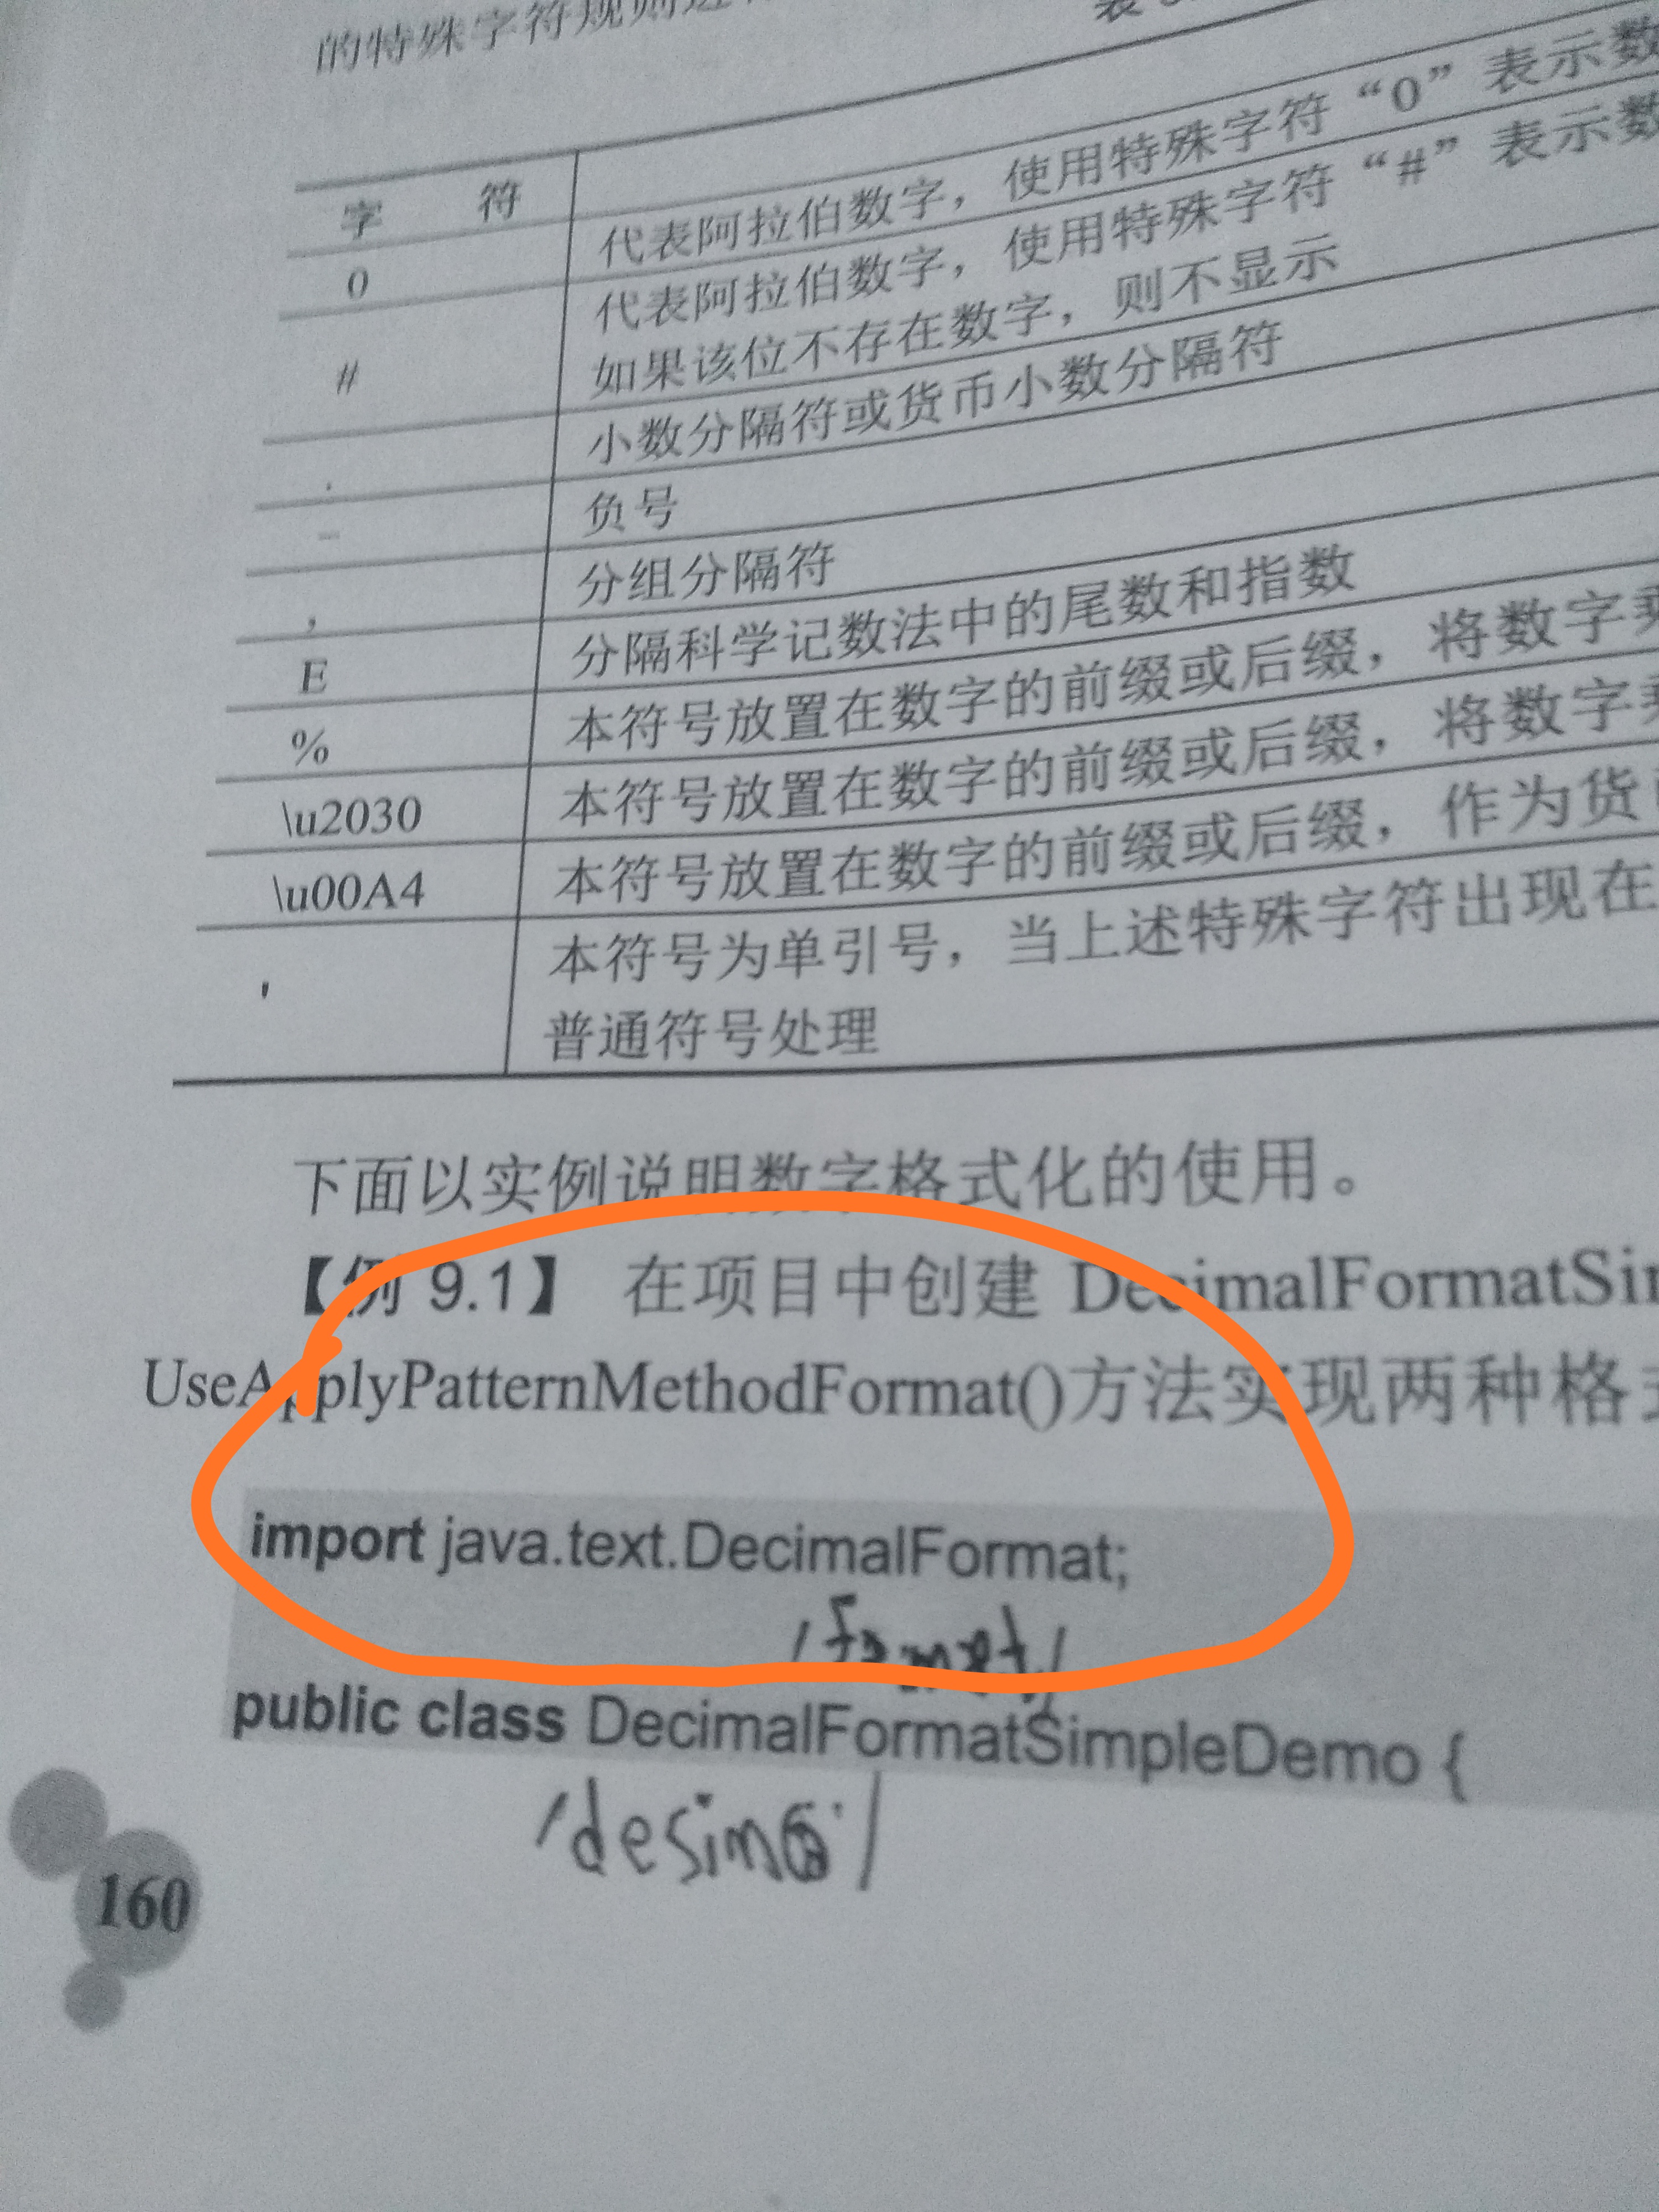 的特殊字符规则进
字 符
0 代表阿拉伯数字，使用特殊字符“0”表示数
# 代表阿拉伯数字，使用特殊字符“#”表示数
如果该位不存在数字，则不显示
. 小数分隔符或货币小数分隔符
- 负号
, 分组分隔符
E 分隔科学记数法中的尾数和指数
% 本符号放置在数字的前缀或后缀，将数字乘
\u2030 本符号放置在数字的前缀或后缀，将数字乘
\u00A4 本符号放置在数字的前缀或后缀，作为货
' 本符号为单引号，当上述特殊字符出现在
普通符号处理
下面以实例说明数字格式化的使用。
【例 9.1】 在项目中创建 DecimalFormatSi
UseApplyPatternMethodFormat()方法实现两种格
import java.text.DecimalFormat;
public class DecimalFormatSimpleDemo {
160